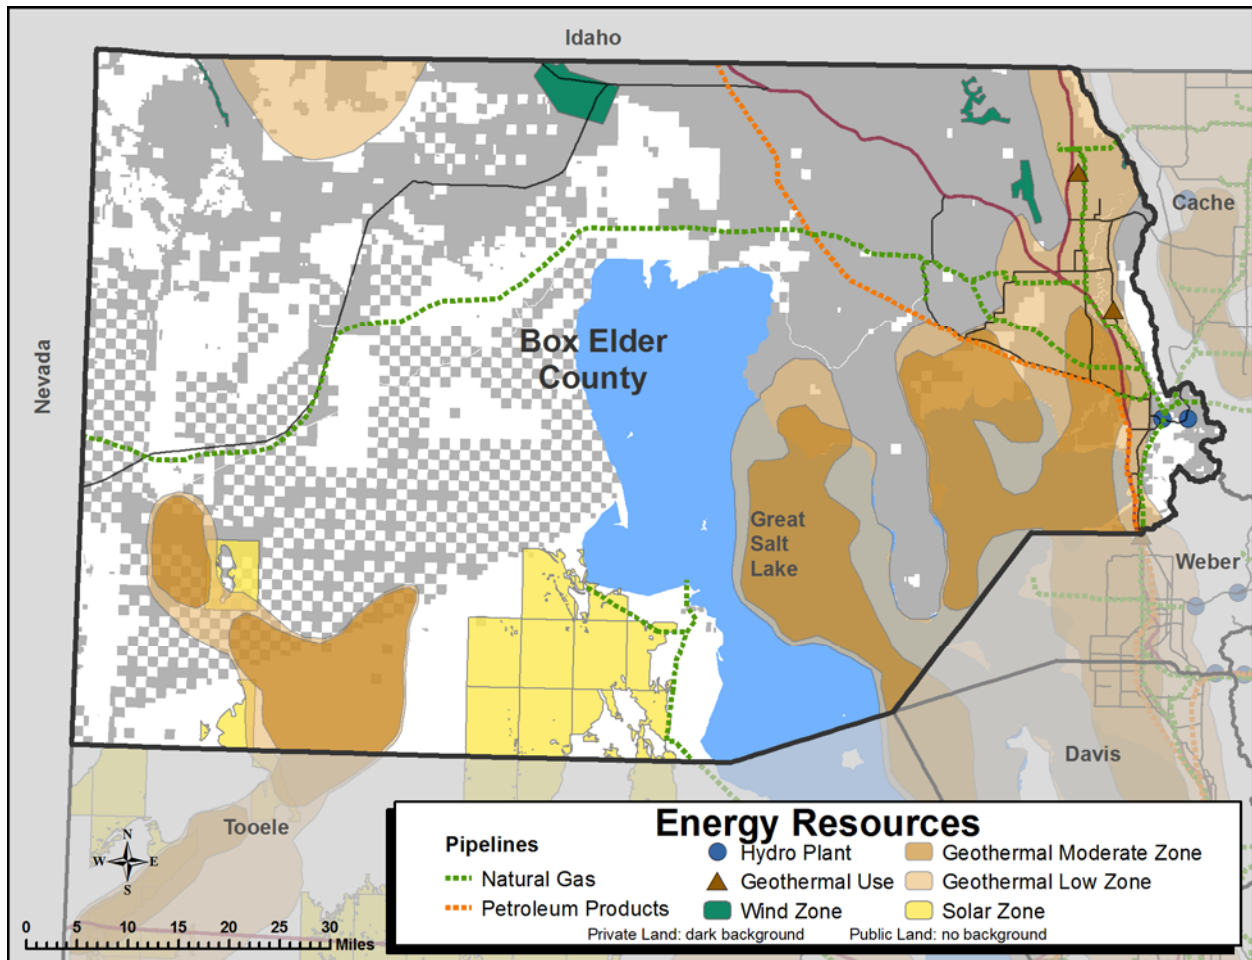 Idaho
Cache
Nevada
Box Elder
County
Great
Salt
Lake
Weber
Davis
Tooele
N
W E
S
0 5 10 15 20 25 30
Miles
Energy Resources
Pipelines
Natural Gas
Petroleum Products
Hydro Plant
Geothermal Use
Wind Zone
Geothermal Moderate Zone
Geothermal Low Zone
Solar Zone
Private Land: dark background Public Land: no background